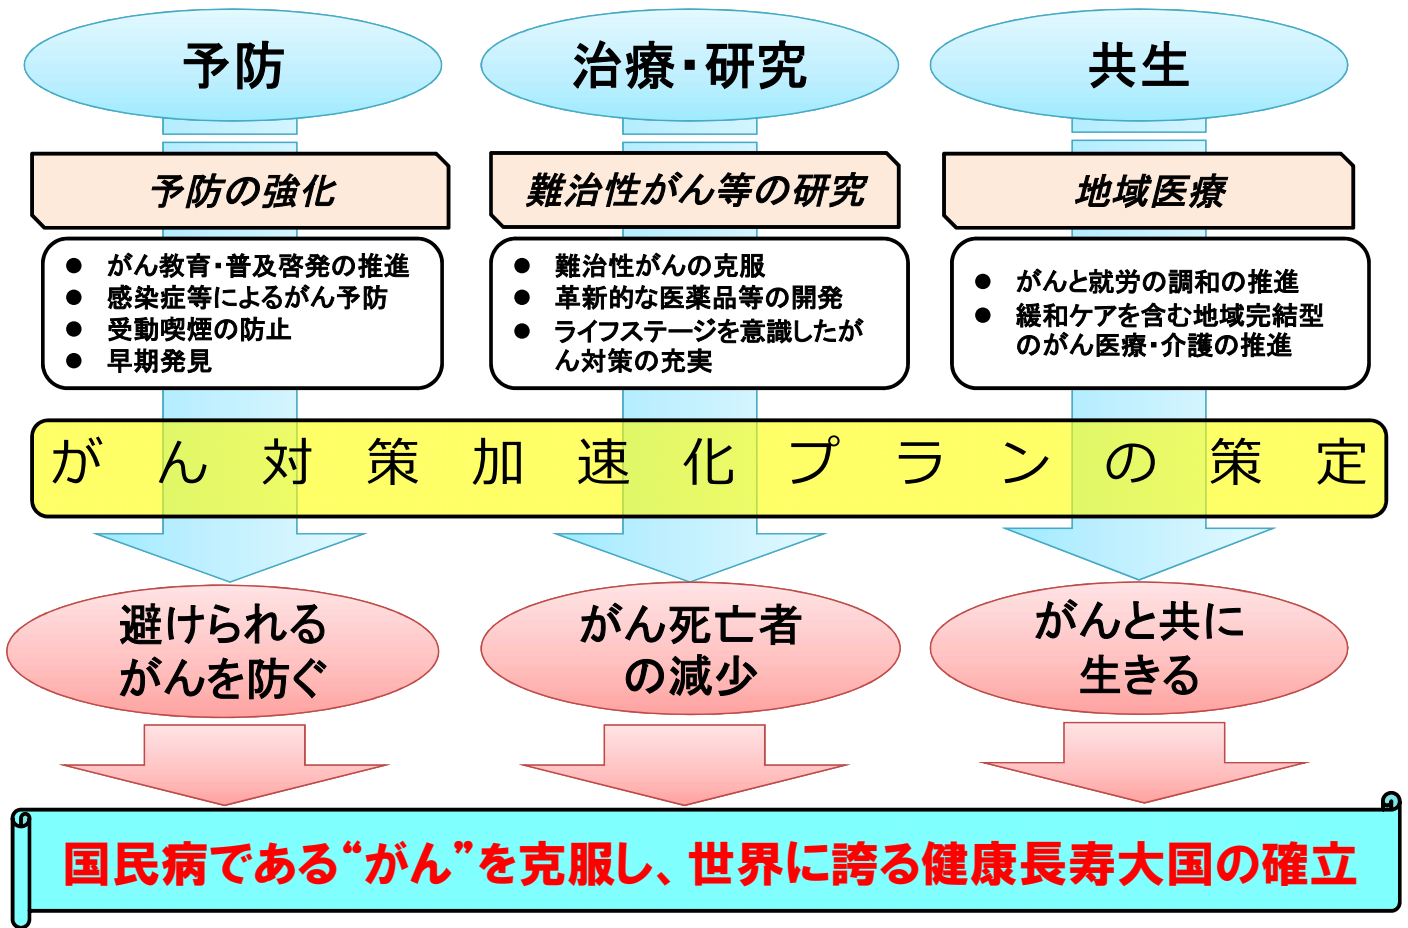 予防
治療・研究
共生
予防の強化
難治性がん等の研究
地域医療
● がん教育・普及啓発の推進
● 感染症等によるがん予防
● 受動喫煙の防止
● 早期発見
● 難治性がんの克服
● 革新的な医薬品等の開発
● ライフステージを意識したが
ん対策の充実
● がんと就労の調和の推進
● 緩和ケアを含む地域完結型
のがん医療・介護の推進
がん対策加速化プランの策定
避けられる
がんを防ぐ
がん死亡者
の減少
がんと共に
生きる
国民病である“がん”を克服し、世界に誇る健康長寿大国の確立